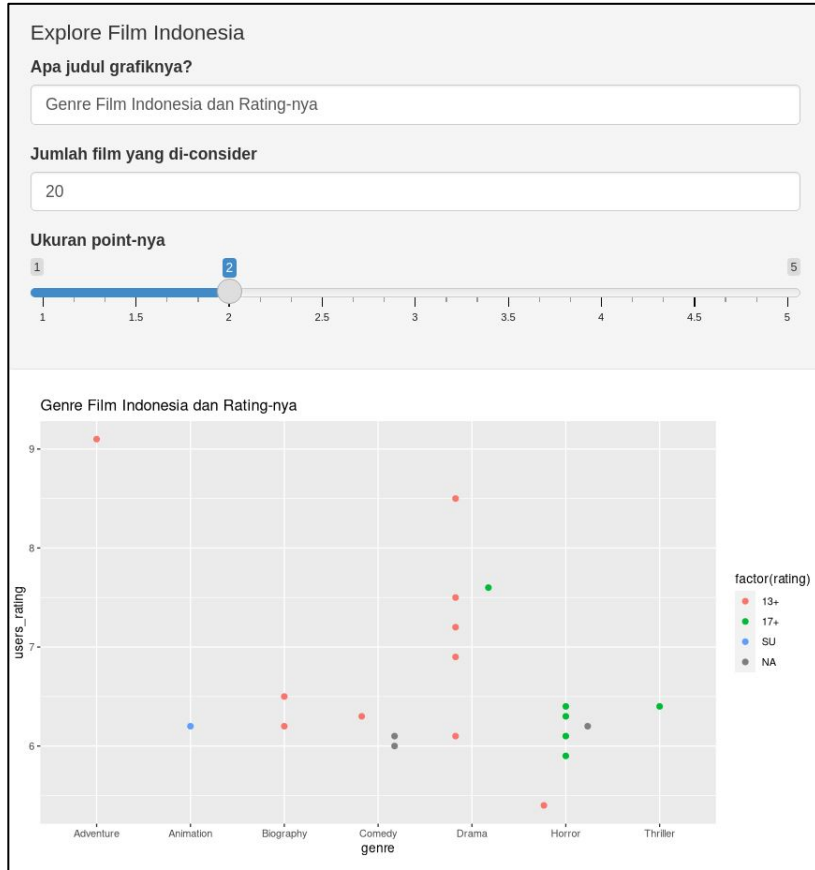 Explore Film Indonesia
Apa judul grafiknya?
Genre Film Indonesia dan Rating-nya
Jumlah film yang di-consider
20
Ukuran point-nya
1 2 5
1 1.5 2 2.5 3 3.5 4 4.5 5
Genre Film Indonesia dan Rating-nya
9
8
7
6
users_rating
factor(rating)
13+
17+
SU
NA
Adventure Animation Biography Comedy Drama Horror Thriller
genre